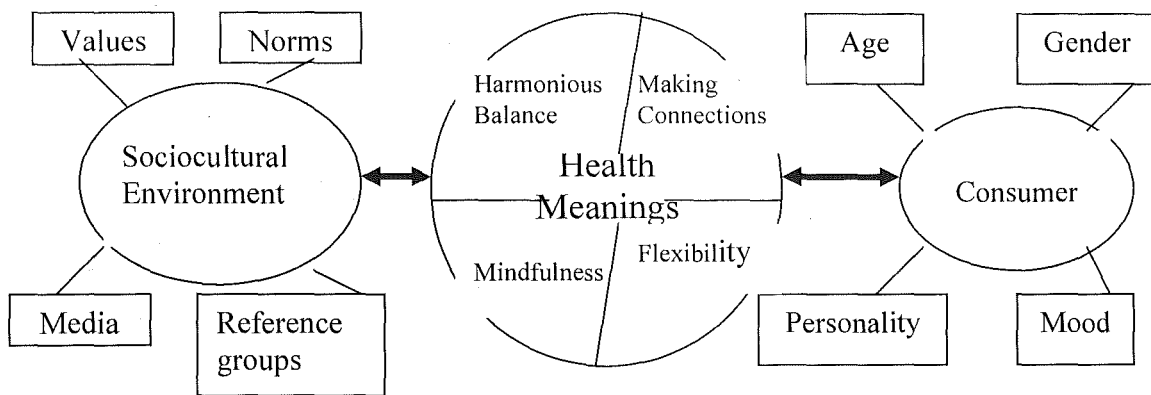 Values
Norms
Sociocultural
Environment
Media
Reference
groups
Harmonious
Balance
Making
Connections
Health
Meanings
Mindfulness
Flexibility
Age
Gender
Consumer
Personality
Mood